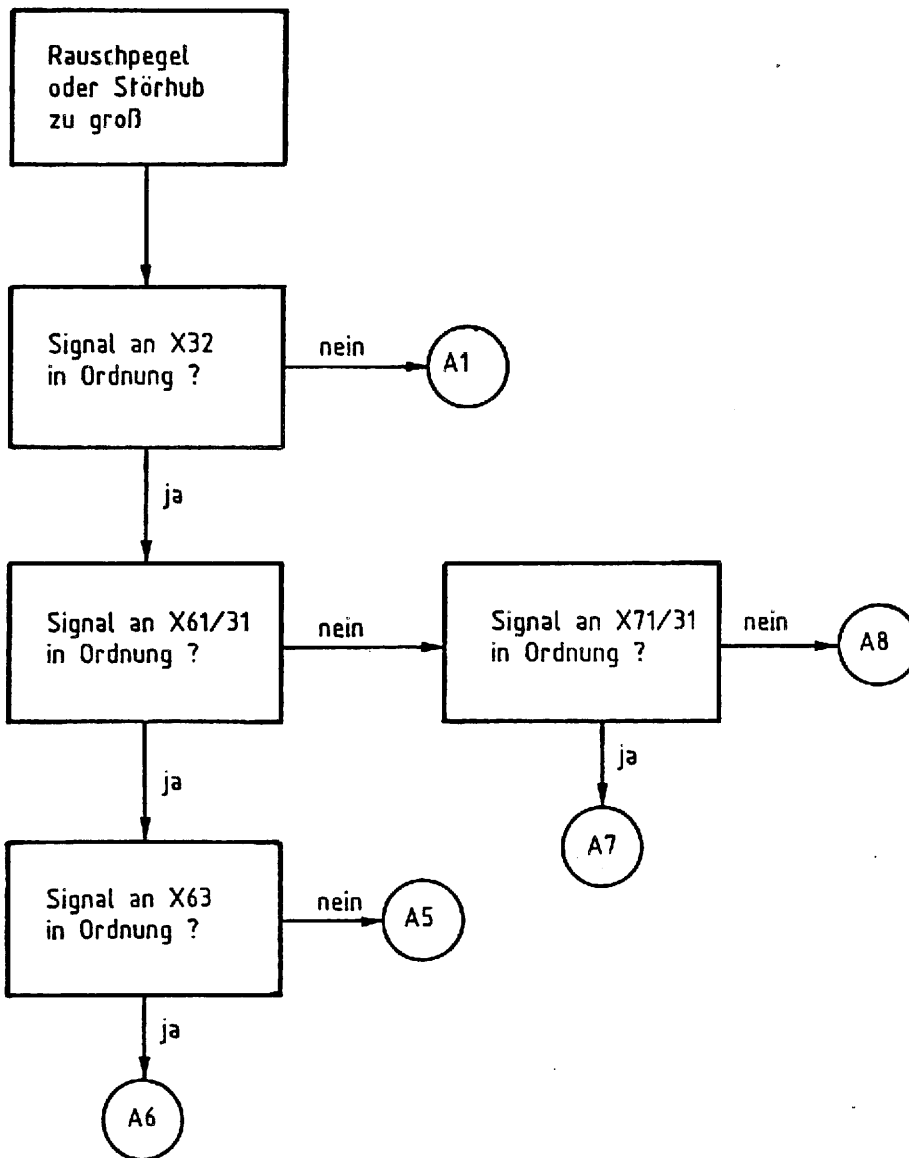 Rauschpegel
oder Störhub
zu groß
Signal an X32
in Ordnung ?
nein
A1
ja
Signal an X61/31
in Ordnung ?
nein
Signal an X71/31
in Ordnung ?
nein
A8
ja
ja
A7
Signal an X63
in Ordnung ?
nein
A5
ja
A6